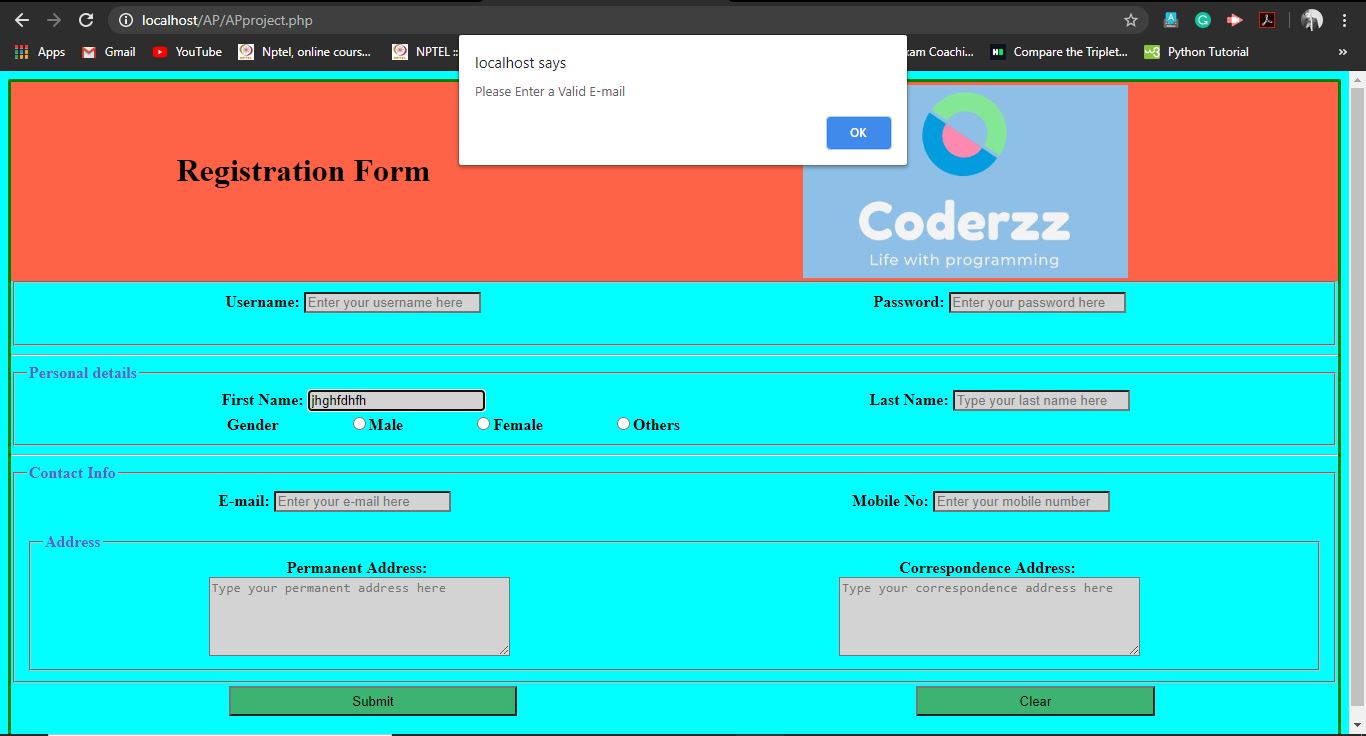 localhost/AP/APproject.php
Apps Gmail YouTube Nptel, online cours... NPTEL :: xam Coachi... Compare the Triplet... Python Tutorial »
localhost says
Please Enter a Valid E-mail
OK
Registration Form
Coderzz
Life with programming
Username: Enter your username here Password: Enter your password here
Personal details
First Name: jhghfdhfh Last Name: Type your last name here
Gender Male Female Others
Contact Info
E-mail: Enter your e-mail here Mobile No: Enter your mobile number
Address
Permanent Address: Correspondence Address:
Type your permanent address here Type your correspondence address here
Submit Clear